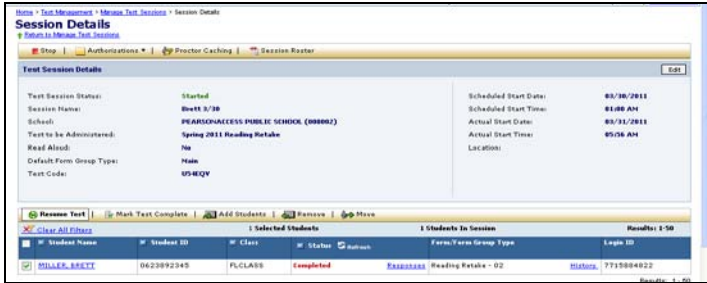 Home > Test Management > Manage Test Sessions > Session Details
Session Details
Return to Manage Test Sessions
Stop | Authorizations | Proctor Caching | Session Roster
Test Session Details Edit
Test Session Status: Started Scheduled Start Date: 03/30/2011
Session Name: Brett 3/30 Scheduled Start Time: 01:00 AM
School: PEARSONACCESS PUBLIC SCHOOL (000002) Actual Start Date: 03/31/2011
Test to be Administered: Spring 2011 Reading Retake Actual Start Time: 05:56 AM
Read Aloud: No Location:
Default Form Group Type: Main
Test Code: U54EQV
Resume Test | Mark Test Complete | Add Students | Remove | Move
Clear All Filters 1 Selected Students 1 Students In Session Results: 1-50
Student Name Student ID Class Status Refresh Form/Form Group Type Login ID
MILLER, BRETT 0623892345 FLCLASS Completed Responses Reading Retake - 02 History 7715884822
Results: 1-50